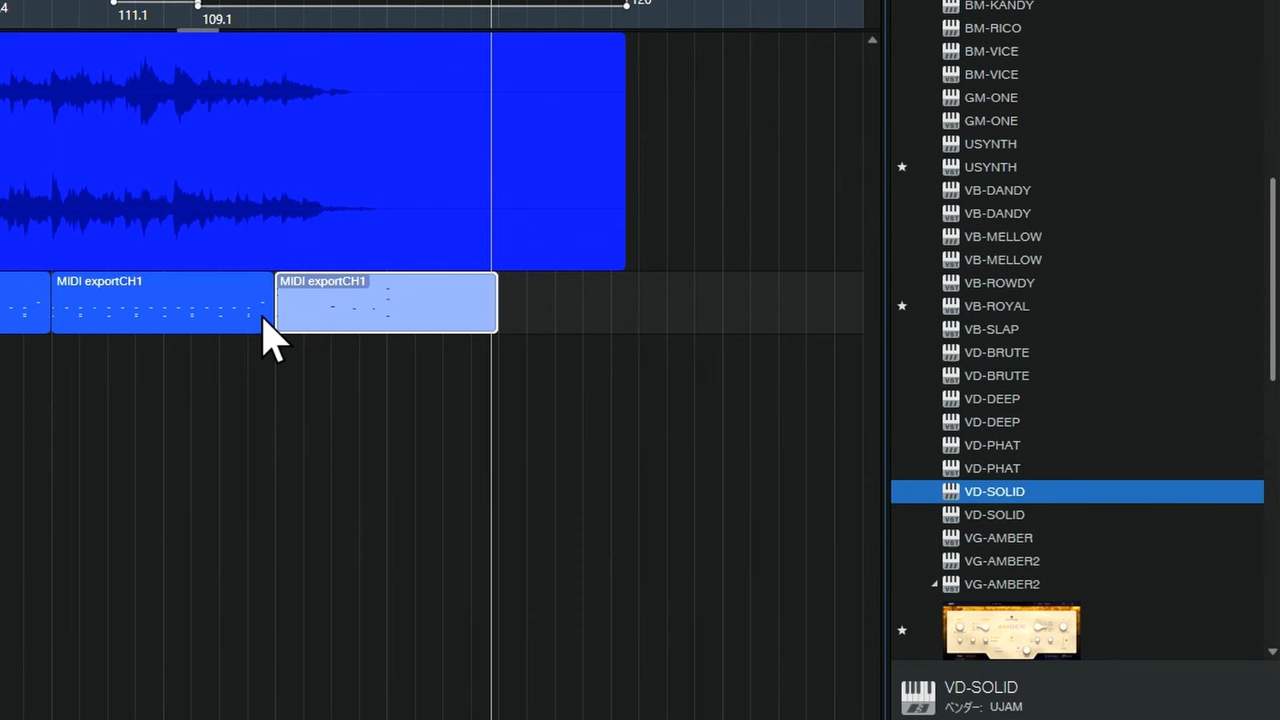 .4
111.1
109.1
120
MIDI exportCH1
MIDI exportCH1
BM-KANDY
BM-RICO
BM-VICE
BM-VICE
GM-ONE
GM-ONE
USYNTH
USYNTH
VB-DANDY
VB-DANDY
VB-MELLOW
VB-MELLOW
VB-ROWDY
VB-ROYAL
VB-SLAP
VD-BRUTE
VD-BRUTE
VD-DEEP
VD-DEEP
VD-PHAT
VD-PHAT
VD-SOLID
VD-SOLID
VG-AMBER
VG-AMBER2
VG-AMBER2
AMBER
VD-SOLID
ベンダー: UJAM